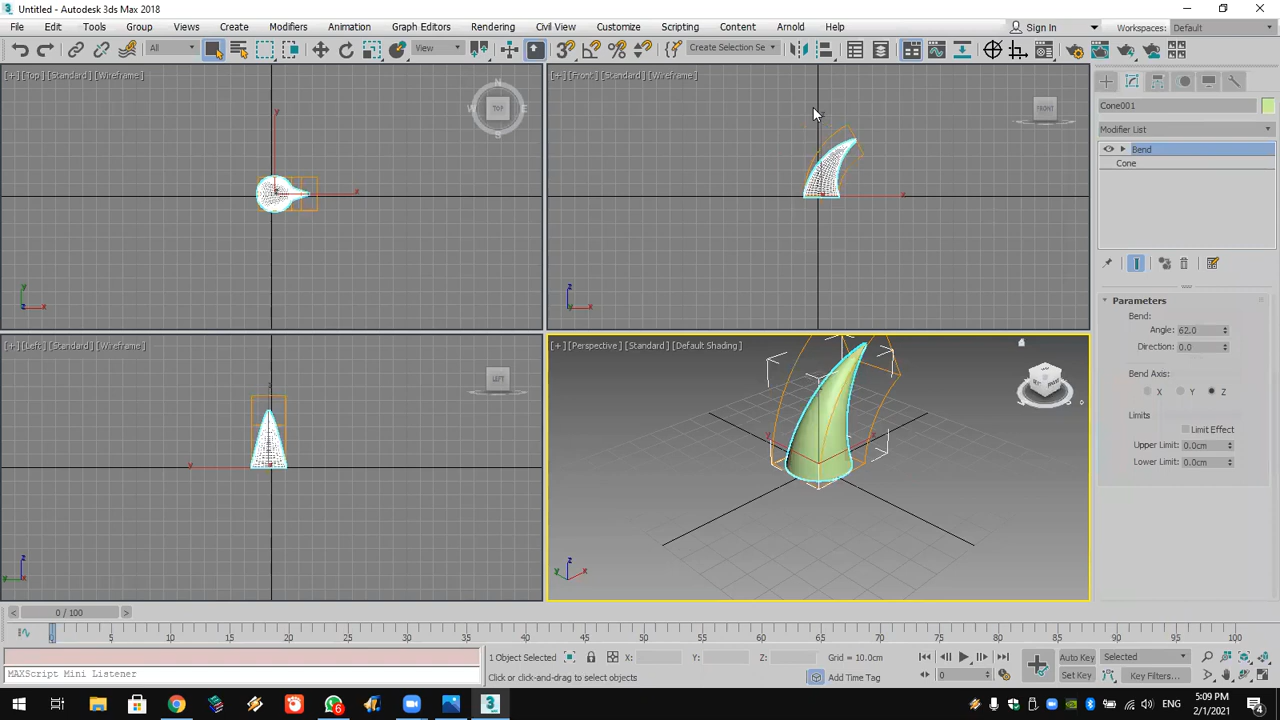 Untitled - Autodesk 3ds Max 2018
File Edit Tools Group Views Create Modifiers Animation Graph Editors Rendering Civil View Customize Scripting Content Arnold Help Sign In Workspaces: Default
All View Create Selection Se
[+] [Top] [Standard] [Wireframe]
N
W TOP E
S
y
x
y
x
[+] [Front] [Standard] [Wireframe]
FRONT
x
z
x
Cone001
Modifier List
Bend
Cone
Parameters
Bend:
Angle: 62.0
Direction: 0.0
Bend Axis:
X Y Z
Limits
Limit Effect
Upper Limit: 0.0cm
Lower Limit: 0.0cm
[+] [Left] [Standard] [Wireframe]
LEFT
y
z
y
[+] [Perspective] [Standard] [Default Shading]
z
y x
0 / 100
0 5 10 15 20 25 30 35 40 45 50 55 60 65 70 75 80 85 90 95 100
1 Object Selected X: Y: Z: Grid = 10.0cm Auto Key Selected
MAXScript Mini Listener
Click or click-and-drag to select objects Add Time Tag 0 Set Key Key Filters...
6
3
MAX
ENG
5:09 PM
2/1/2021